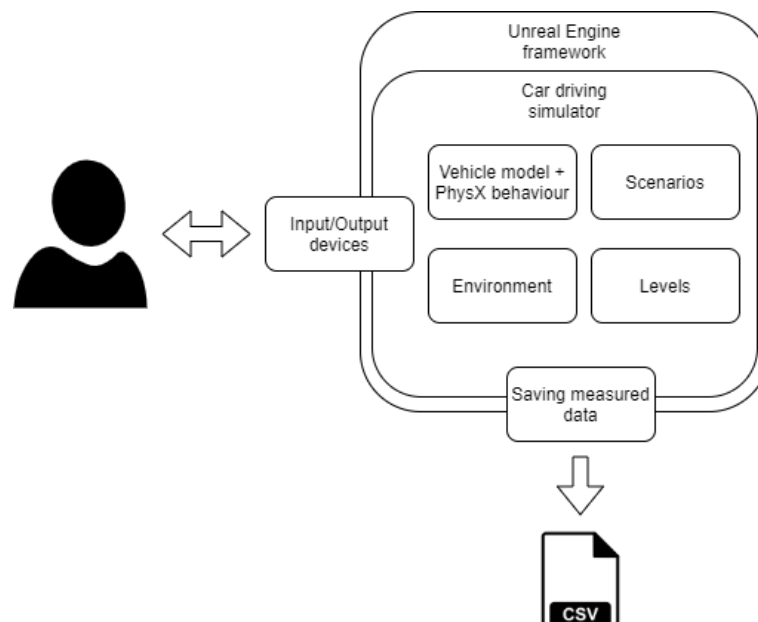 Unreal Engine
framework
Car driving
simulator
Vehicle model +
PhysX behaviour
Scenarios
Input/Output
devices
Environment
Levels
Saving measured
data
CSV